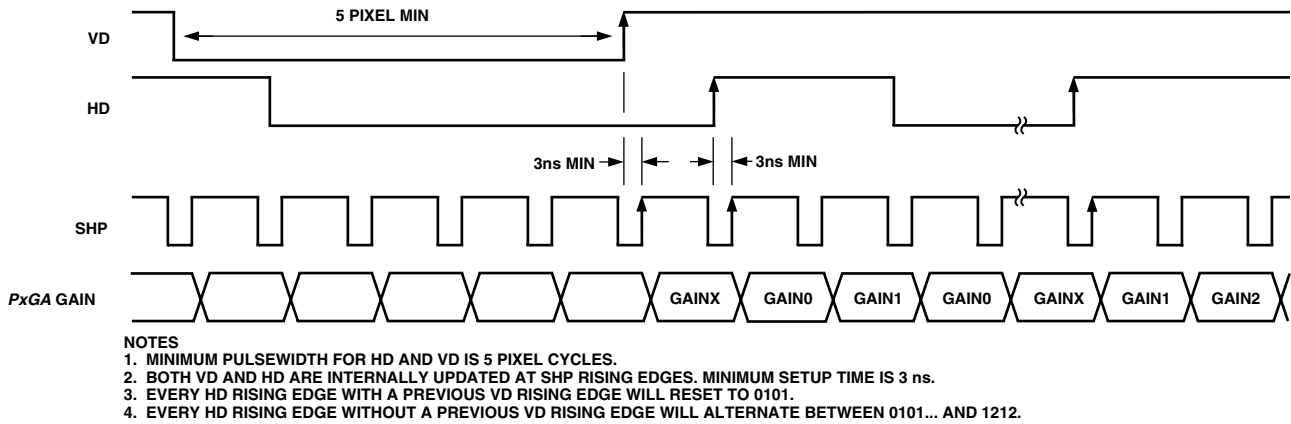 5 PIXEL MIN
VD
HD
3ns MIN
3ns MIN
SHP
PxGA GAIN
GAINX
GAIN0
GAIN1
GAIN0
GAINX
GAIN1
GAIN2
NOTES
1. MINIMUM PULSEWIDTH FOR HD AND VD IS 5 PIXEL CYCLES.
2. BOTH VD AND HD ARE INTERNALLY UPDATED AT SHP RISING EDGES. MINIMUM SETUP TIME IS 3 ns.
3. EVERY HD RISING EDGE WITH A PREVIOUS VD RISING EDGE WILL RESET TO 0101.
4. EVERY HD RISING EDGE WITHOUT A PREVIOUS VD RISING EDGE WILL ALTERNATE BETWEEN 0101... AND 1212.